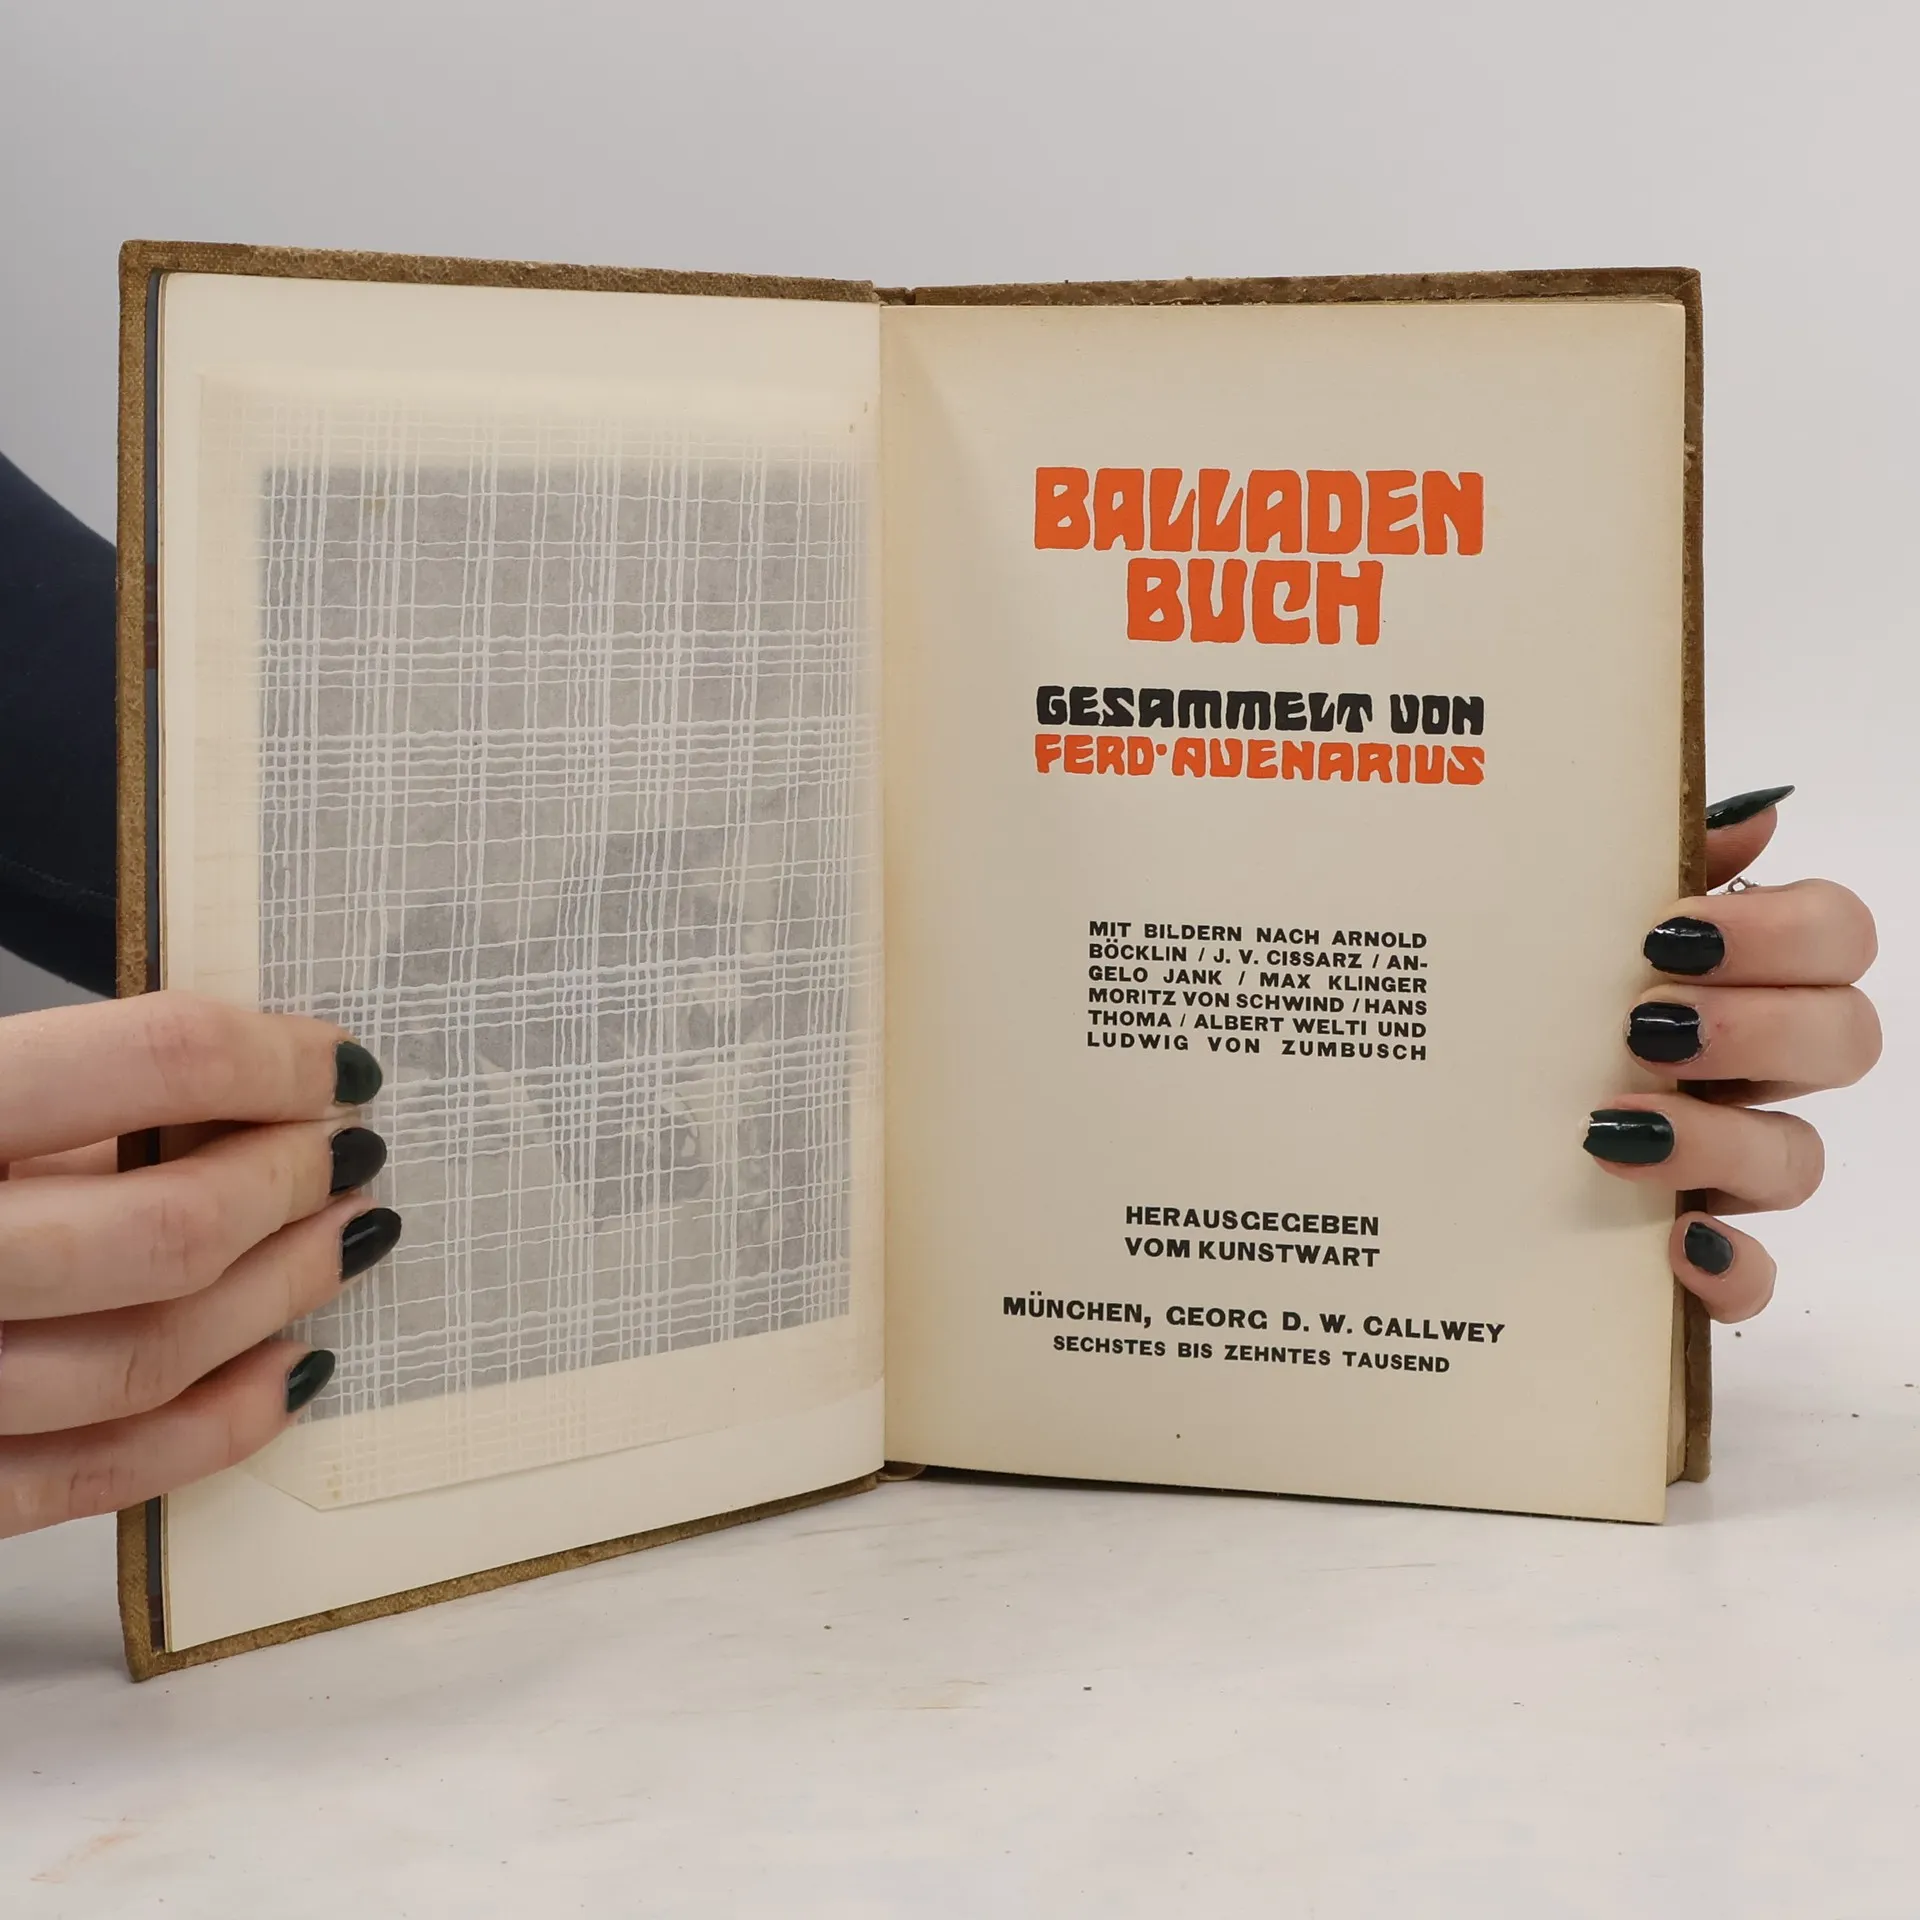 BALLADEN
BUCH
GESAMMELT VON
FERD·AVENARIUS
MIT BILDERN NACH ARNOLD
BÖCKLIN / J. V. CISSARZ / AN-
GELO JANK / MAX KLINGER
MORITZ VON SCHWIND / HANS
THOMA / ALBERT WELTI UND
LUDWIG VON ZUMBUSCH
HERAUSGEGEBEN
VOM KUNSTWART
MÜNCHEN, GEORG D. W. CALLWEY
SECHSTES BIS ZEHNTES TAUSEND